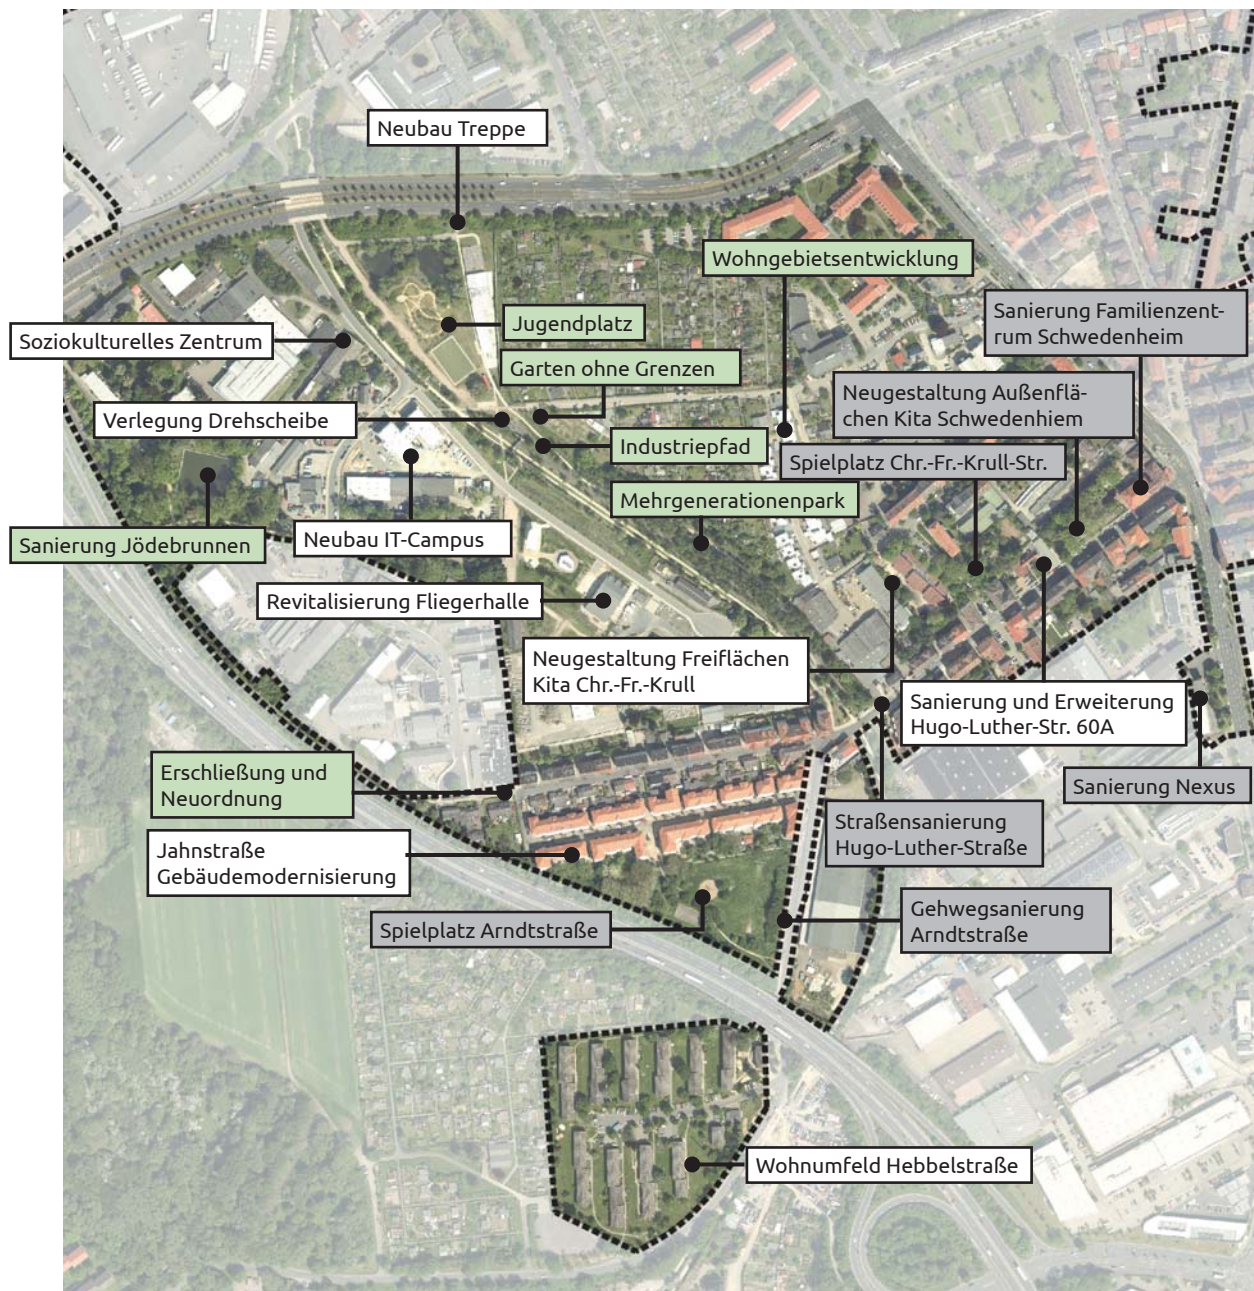 Neubau Treppe
Wohngebietsentwicklung
Sanierung Familienzent-
rum Schwedenheim
Jugendplatz
Soziokulturelles Zentrum
Garten ohne Grenzen
Neugestaltung Außenflä-
chen Kita Schwedenhiem
Verlegung Drehscheibe
Industriepfad
Spielplatz Chr.-Fr.-Krull-Str.
Mehrgenerationenpark
Sanierung Jödebrunnen
Neubau IT-Campus
Revitalisierung Fliegerhalle
Neugestaltung Freiflächen
Kita Chr.-Fr.-Krull
Sanierung und Erweiterung
Hugo-Luther-Str. 60A
Erschließung und
Neuordnung
Sanierung Nexus
Straßensanierung
Hugo-Luther-Straße
Jahnstraße
Gebäudemodernisierung
Spielplatz Arndtstraße
Gehwegsanierung
Arndtstraße
Wohnumfeld Hebbelstraße